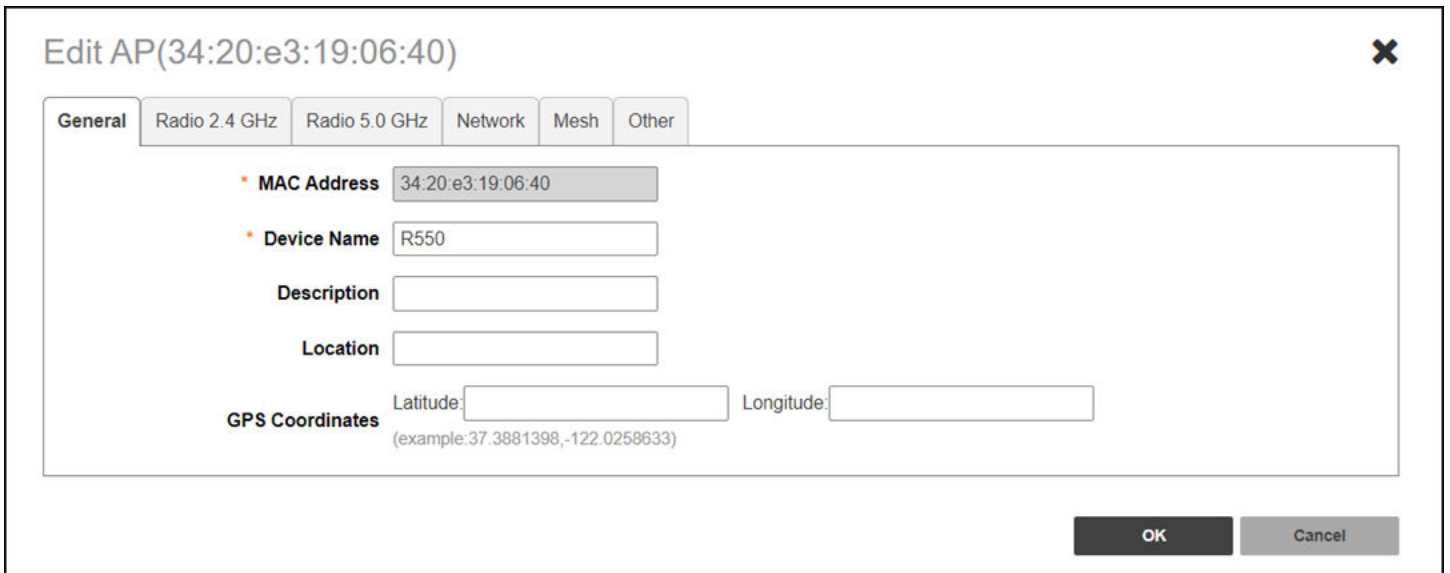 Edit AP(34:20:e3:19:06:40)
General Radio 2.4 GHz Radio 5.0 GHz Network Mesh Other
* MAC Address 34:20:e3:19:06:40
* Device Name R550
Description
Location
GPS Coordinates Latitude: Longitude:
(example:37.3881398,-122.0258633)
OK Cancel